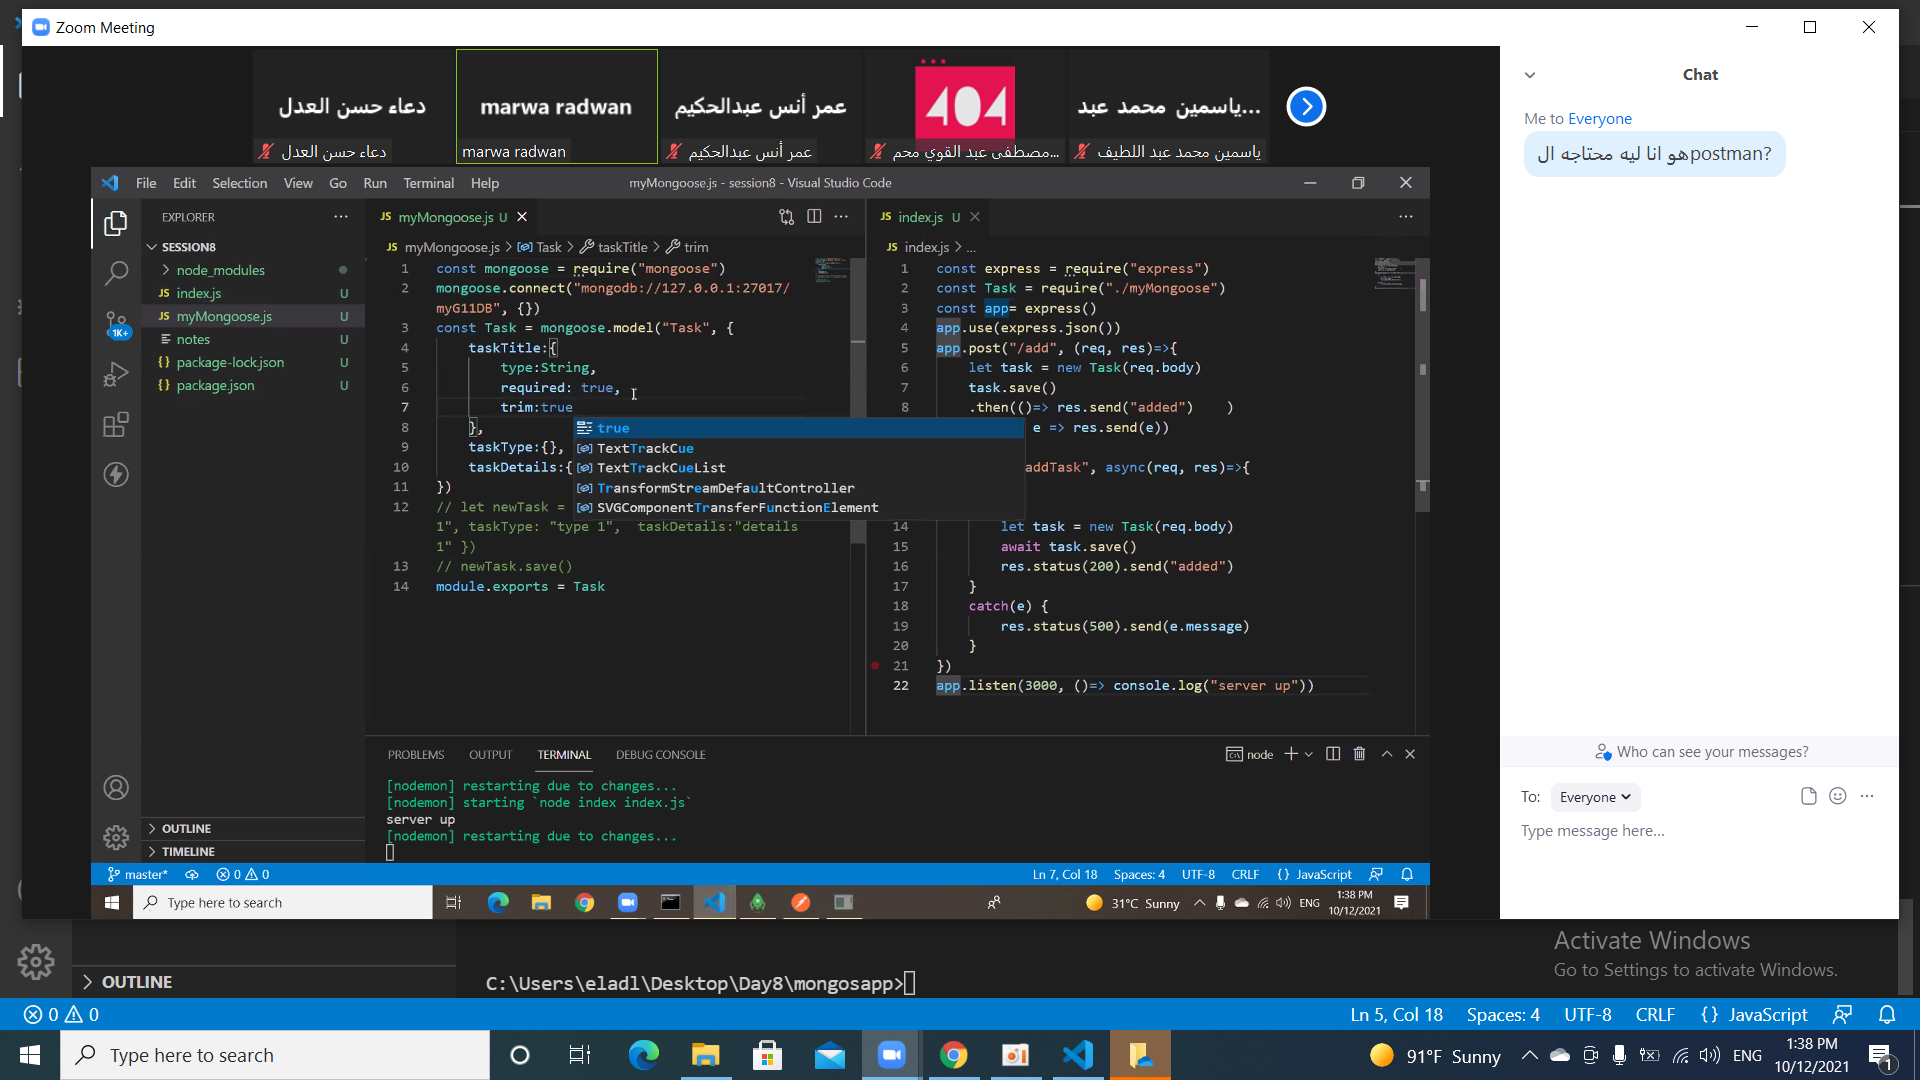 Zoom Meeting
دعاء حسن العدل
marwa radwan
عمر أنس عبدالحكيم
404
ياسمين محمد عبد...
دعاء حسن العدل
marwa radwan
عمر أنس عبدالحكيم
مصطفى عبد القوي محم...
ياسمين محمد عبد اللطيف
File Edit Selection View Go Run Terminal Help
myMongoose.js - session8 - Visual Studio Code
EXPLORER
SESSION8
node_modules
index.js U
myMongoose.js U
notes U
package-lock.json U
package.json U
1K+
OUTLINE
TIMELINE
myMongoose.js U
myMongoose.js > Task > taskTitle > trim
1 const mongoose = require("mongoose")
2 mongoose.connect("mongodb://127.0.0.1:27017/
myG11DB", {})
3 const Task = mongoose.model("Task", {
4 taskTitle:{
5 type:String,
6 required: true,
7 trim:true
8 },
9 taskType:{},
10 taskDetails:{
11 })
12 // let newTask =
1", taskType: "type 1",  taskDetails:"details
1" })
13 // newTask.save()
14 module.exports = Task
true
TextTrackCue
TextTrackCueList
TransformStreamDefaultController
SVGComponentTransferFunctionElement
index.js U
index.js > ...
1 const express = require("express")
2 const Task = require("./myMongoose")
3 const app= express()
4 app.use(express.json())
5 app.post("/add", (req, res)=>{
6 let task = new Task(req.body)
7 task.save()
8 .then(()=> res.send("added")    )
e => res.send(e))
addTask", async(req, res)=>{
14 let task = new Task(req.body)
15 await task.save()
16 res.status(200).send("added")
17 }
18 catch(e) {
19 res.status(500).send(e.message)
20 }
21 })
22 app.listen(3000, ()=> console.log("server up"))
PROBLEMS OUTPUT TERMINAL DEBUG CONSOLE
node
[nodemon] restarting due to changes...
[nodemon] starting `node index index.js`
server up
[nodemon] restarting due to changes...
master* 0 0
Ln 7, Col 18 Spaces: 4 UTF-8 CRLF {} JavaScript
Type here to search
31°C Sunny ENG
1:38 PM
10/12/2021
Chat
Me to Everyone
هو انا ليه محتاجه الpostman?
Who can see your messages?
To: Everyone
Type message here...
Activate Windows
Go to Settings to activate Windows.
OUTLINE
C:\Users\eladl\Desktop\Day8\mongosapp>
0 0
Ln 5, Col 18 Spaces: 4 UTF-8 CRLF {} JavaScript
Type here to search
91°F Sunny ENG
1:38 PM
10/12/2021
1